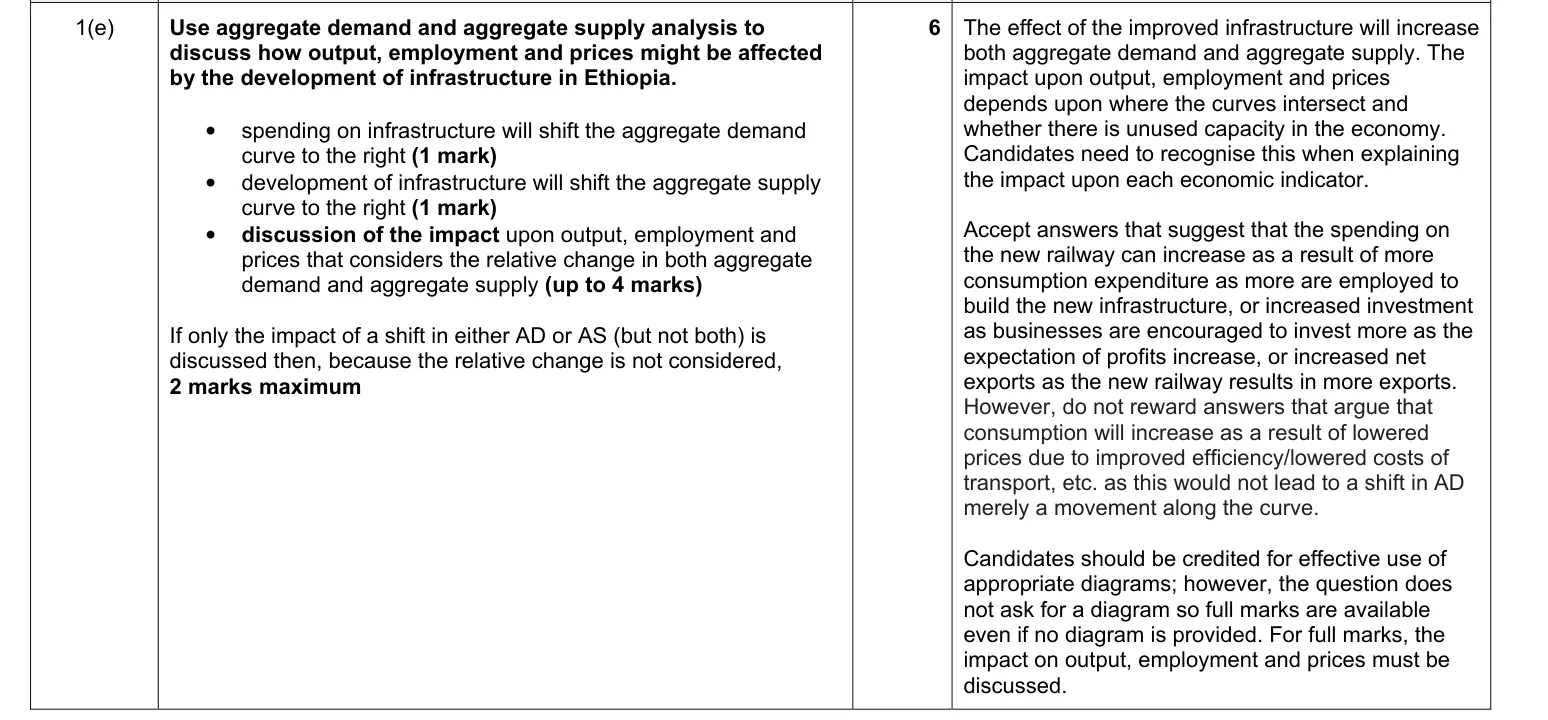 1(e)
Use aggregate demand and aggregate supply analysis to
discuss how output, employment and prices might be affected
by the development of infrastructure in Ethiopia.
• spending on infrastructure will shift the aggregate demand
curve to the right (1 mark)
• development of infrastructure will shift the aggregate supply
curve to the right (1 mark)
• discussion of the impact upon output, employment and
prices that considers the relative change in both aggregate
demand and aggregate supply (up to 4 marks)
If only the impact of a shift in either AD or AS (but not both) is
discussed then, because the relative change is not considered,
2 marks maximum
6
The effect of the improved infrastructure will increase
both aggregate demand and aggregate supply. The
impact upon output, employment and prices
depends upon where the curves intersect and
whether there is unused capacity in the economy.
Candidates need to recognise this when explaining
the impact upon each economic indicator.
Accept answers that suggest that the spending on
the new railway can increase as a result of more
consumption expenditure as more are employed to
build the new infrastructure, or increased investment
as businesses are encouraged to invest more as the
expectation of profits increase, or increased net
exports as the new railway results in more exports.
However, do not reward answers that argue that
consumption will increase as a result of lowered
prices due to improved efficiency/lowered costs of
transport, etc. as this would not lead to a shift in AD
merely a movement along the curve.
Candidates should be credited for effective use of
appropriate diagrams; however, the question does
not ask for a diagram so full marks are available
even if no diagram is provided. For full marks, the
impact on output, employment and prices must be
discussed.